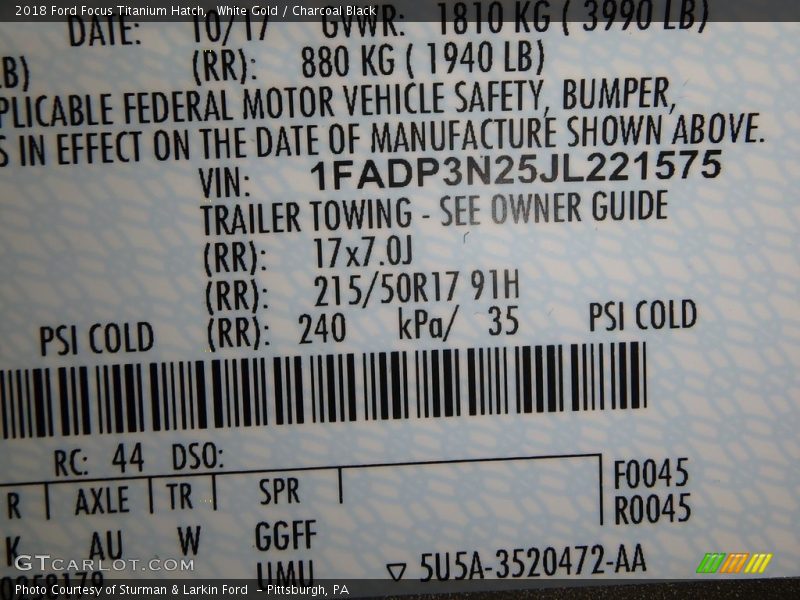 2018 Ford Focus Titanium Hatch, White Gold / Charcoal Black
DATE: 10/17 GVWR: 1810 KG ( 3990 LB)
LB) (RR): 880 KG ( 1940 LB)
PLICABLE FEDERAL MOTOR VEHICLE SAFETY, BUMPER,
S IN EFFECT ON THE DATE OF MANUFACTURE SHOWN ABOVE.
VIN: 1FADP3N25JL221575
TRAILER TOWING - SEE OWNER GUIDE
(RR): 17x7.0J
(RR): 215/50R17 91H
PSI COLD (RR): 240 kPa/ 35 PSI COLD
RC: 44 DSO:
R AXLE TR SPR F0045
R0045
K AU W GGFF
UMU ▽ 5U5A-3520472-AA
GTCARLOT.COM
Photo Courtesy of Sturman & Larkin Ford - Pittsburgh, PA